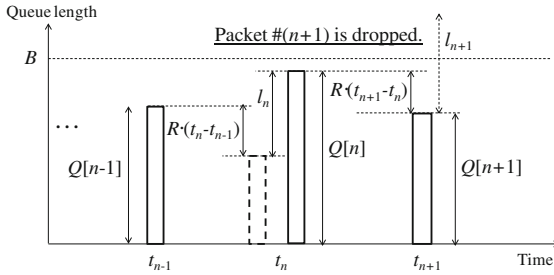 Queue length
Packet #(n+1) is dropped.
l_{n+1}
B
l_n
R·(t_{n+1}-t_n)
R·(t_n-t_{n-1})
...
Q[n-1]
Q[n]
Q[n+1]
t_{n-1}
t_n
t_{n+1}
Time